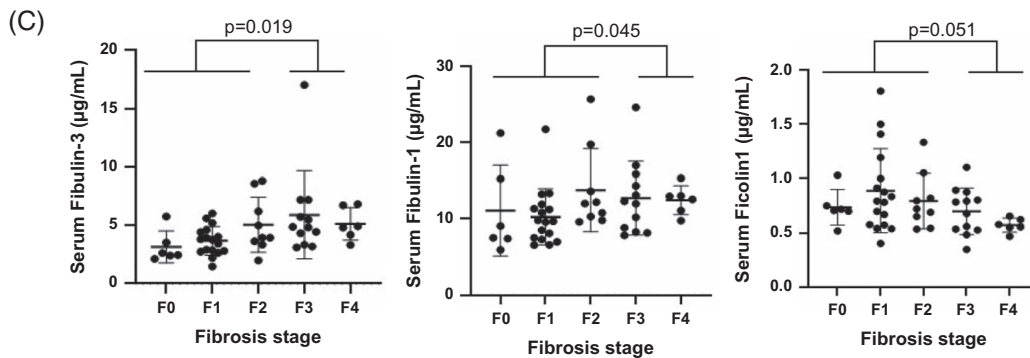 (C)
p=0.019
20
15
10
5
0
Serum Fibulin-3 (µg/mL)
F0 F1 F2 F3 F4
Fibrosis stage
p=0.045
30
20
10
0
Serum Fibulin-1 (µg/mL)
F0 F1 F2 F3 F4
Fibrosis stage
p=0.051
2.0
1.5
1.0
0.5
0.0
Serum Ficolin1 (µg/mL)
F0 F1 F2 F3 F4
Fibrosis stage